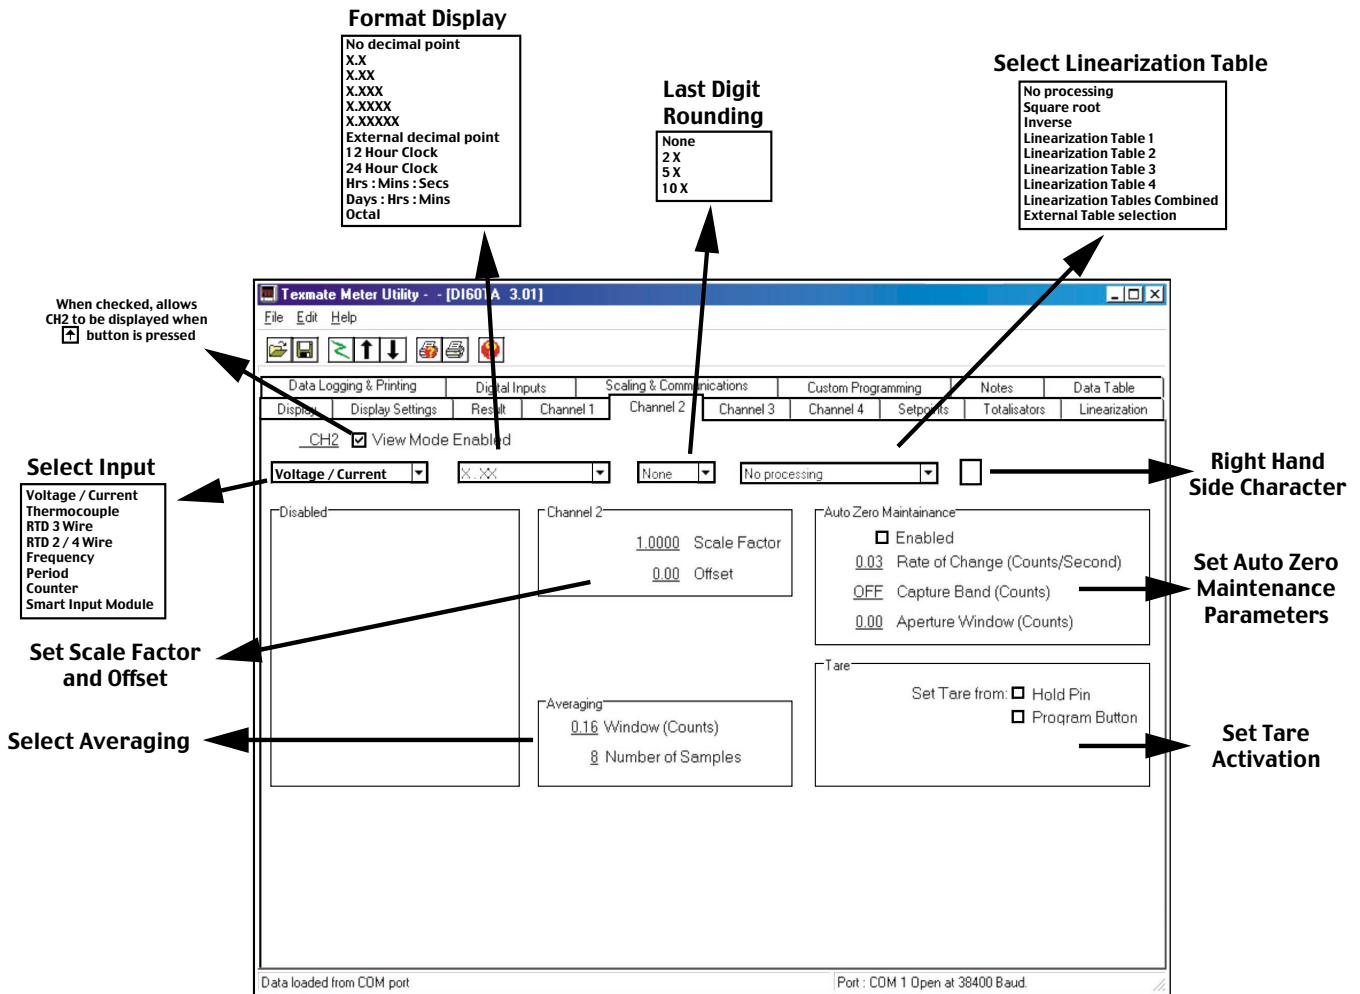 Format Display
No decimal point
X.X
X.XX
X.XXX
X.XXXX
X.XXXXX
External decimal point
12 Hour Clock
24 Hour Clock
Hrs : Mins : Secs
Days : Hrs : Mins
Octal
Last Digit
Rounding
None
2 X
5 X
10 X
Select Linearization Table
No processing
Square root
Inverse
Linearization Table 1
Linearization Table 2
Linearization Table 3
Linearization Table 4
Linearization Tables Combined
External Table selection
When checked, allows
CH2 to be displayed when
button is pressed
Texmate Meter Utility - - [DI60TA 3.01]
File Edit Help
Data Logging & Printing Digital Inputs Scaling & Communications Custom Programming Notes Data Table
Display Display Settings Result Channel 1 Channel 2 Channel 3 Channel 4 Setpoints Totalisators Linearization
CH2 View Mode Enabled
Voltage / Current X.XX None No processing
Select Input
Voltage / Current
Thermocouple
RTD 3 Wire
RTD 2 / 4 Wire
Frequency
Period
Counter
Smart Input Module
Right Hand
Side Character
Disabled
Channel 2
1.0000 Scale Factor
0.00 Offset
Auto Zero Maintainance
Enabled
0.03 Rate of Change (Counts/Second)
OFF Capture Band (Counts)
0.00 Aperture Window (Counts)
Set Auto Zero
Maintenance
Parameters
Set Scale Factor
and Offset
Averaging
0.16 Window (Counts)
8 Number of Samples
Select Averaging
Tare
Set Tare from: Hold Pin
Program Button
Set Tare
Activation
Data loaded from COM port Port : COM 1 Open at 38400 Baud.